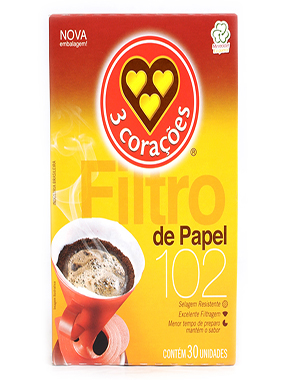 NOVA
embalagem!
3 corações
®
Filtro
de Papel
102
Selagem Resistente
Excelente Filtragem
Menor tempo de preparo
mantém o sabor
CONTÉM 30 UNIDADES